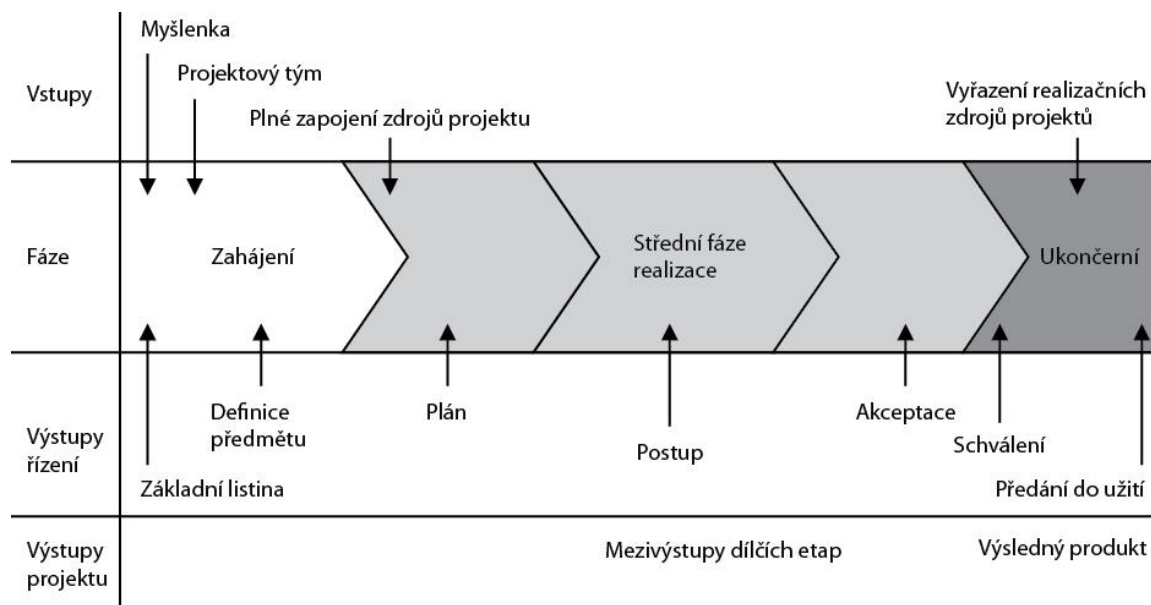 Myšlenka
Projektový tým
Vstupy
Plné zapojení zdrojů projektu
Vyřazení realizačních
zdrojů projektů
Fáze
Zahájení
Střední fáze
realizace
Ukončerní
Výstupy
řízení
Definice
předmětu
Plán
Postup
Akceptace
Schválení
Základní listina
Předání do užití
Výstupy
projektu
Mezivýstupy dílčích etap
Výsledný produkt